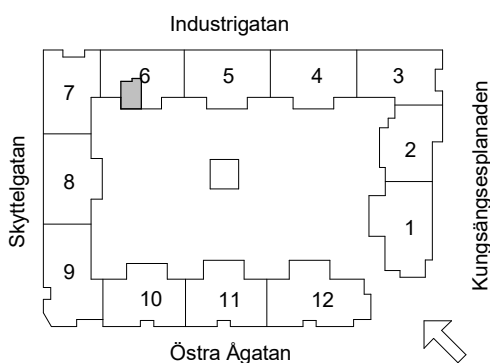 Industrigatan
6 5 4 3
7
2
Skyttelgatan
8
Kungsängsesplanaden
1
9
10 11 12
Östra Ågatan